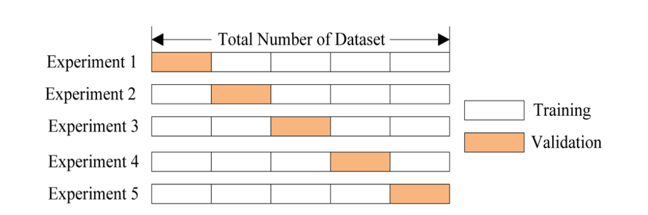 Total Number of Dataset
Experiment 1
Experiment 2
Experiment 3
Experiment 4
Experiment 5
Training
Validation